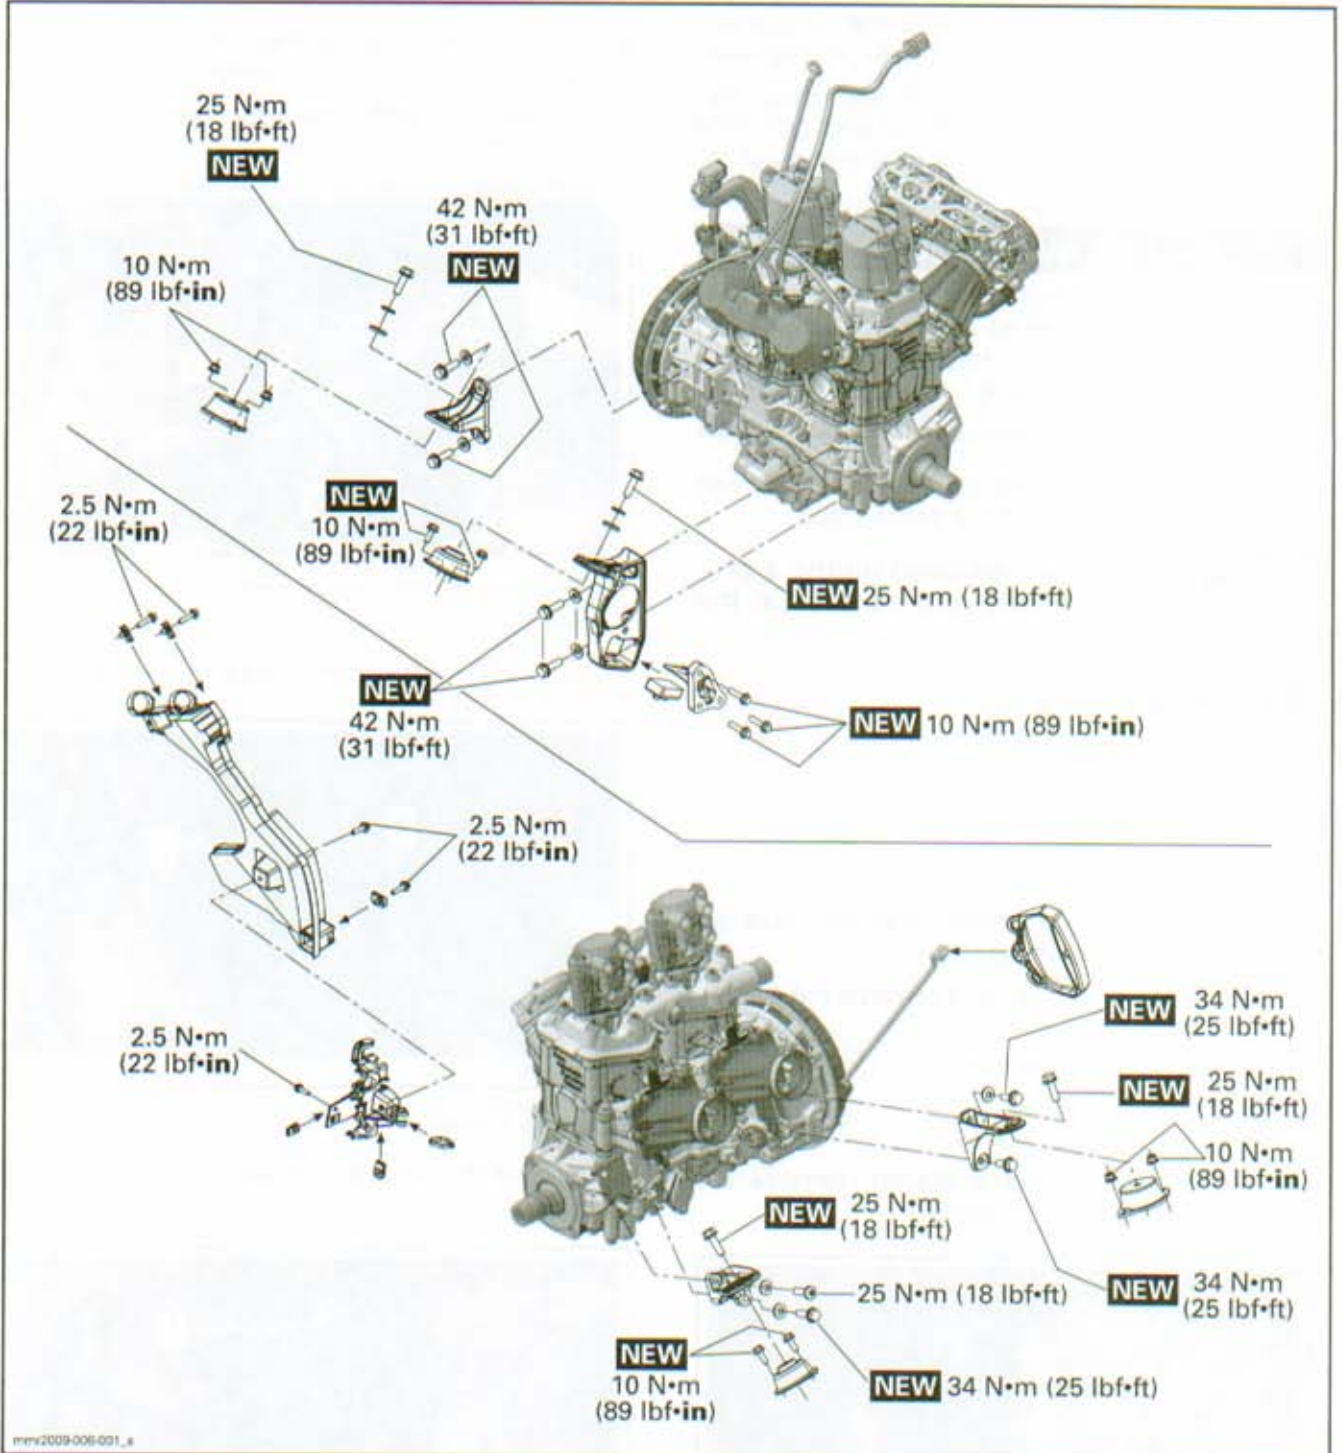 25 N•m
(18 lbf•ft)
NEW
42 N•m
(31 lbf•ft)
NEW
10 N•m
(89 lbf•in)
2.5 N•m
(22 lbf•in)
NEW
10 N•m
(89 lbf•in)
NEW 25 N•m (18 lbf•ft)
NEW
42 N•m
(31 lbf•ft)
NEW 10 N•m (89 lbf•in)
2.5 N•m
(22 lbf•in)
NEW 34 N•m
(25 lbf•ft)
2.5 N•m
(22 lbf•in)
NEW 25 N•m
(18 lbf•ft)
10 N•m
(89 lbf•in)
NEW 25 N•m
(18 lbf•ft)
25 N•m (18 lbf•ft)
NEW 34 N•m
(25 lbf•ft)
NEW
10 N•m
(89 lbf•in)
NEW 34 N•m (25 lbf•ft)
mmr2009-006-001_a